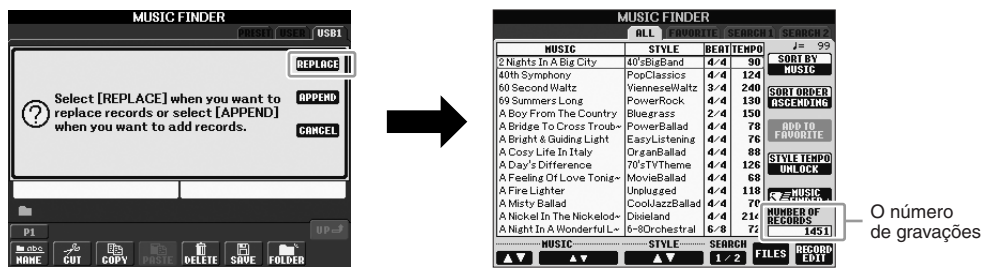 MUSIC FINDER
PRESET USER USB1
REPLACE
Select [REPLACE] when you want to
replace records or select [APPEND]
when you want to add records.
APPEND
CANCEL
P1
UP
NAME CUT COPY PASTE DELETE SAVE FOLDER
MUSIC FINDER
ALL FAVORITE SEARCH 1 SEARCH 2
MUSIC STYLE BEAT TEMPO
♩= 99
2 Nights In A Big City 40'sBigBand 4/4 90
40th Symphony PopClassics 4/4 124
60 Second Waltz VienneseWaltz 3/4 240
69 Summers Long PowerRock 4/4 130
A Boy From The Country Bluegrass 2/4 150
A Bridge To Cross Troub~ PowerBallad 4/4 76
A Bright & Guiding Light EasyListening 4/4 78
A Cosy Life In Italy OrganBallad 4/4 88
A Day's Difference 70'sTVTheme 4/4 126
A Feeling Of Love Tonig~ MovieBallad 4/4 68
A Fire Lighter Unplugged 4/4 118
A Misty Ballad CoolJazzBallad 4/4 70
A Nickel In The Nickelod~ Dixieland 4/4 214
A Night In A Wonderful L~ 6-8Orchestral 6/8 72
SORT BY
MUSIC
SORT ORDER
ASCENDING
ADD TO
FAVORITE
STYLE TEMPO
UNLOCK
MUSIC
FINDER
NUMBER OF
RECORDS
1451
MUSIC STYLE SEARCH
1/2
FILES
RECORD
EDIT
O número
de gravações